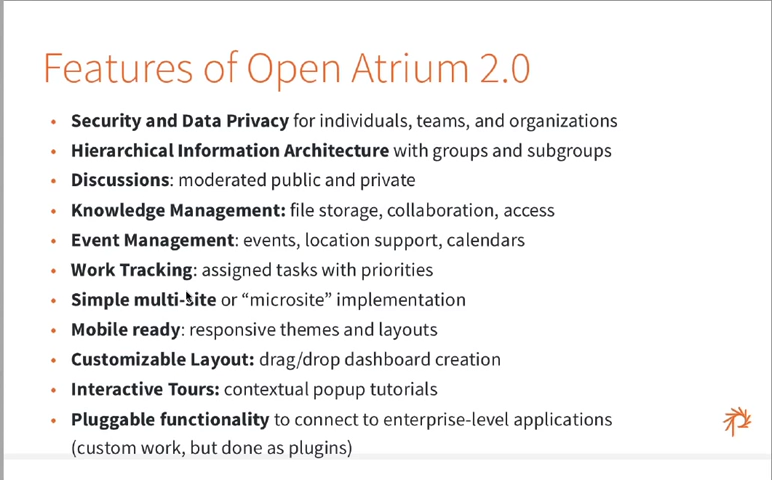 Features of Open Atrium 2.0
• Security and Data Privacy for individuals, teams, and organizations
• Hierarchical Information Architecture with groups and subgroups
• Discussions: moderated public and private
• Knowledge Management: file storage, collaboration, access
• Event Management: events, location support, calendars
• Work Tracking: assigned tasks with priorities
• Simple multi-site or “microsite” implementation
• Mobile ready: responsive themes and layouts
• Customizable Layout: drag/drop dashboard creation
• Interactive Tours: contextual popup tutorials
• Pluggable functionality to connect to enterprise-level applications
(custom work, but done as plugins)